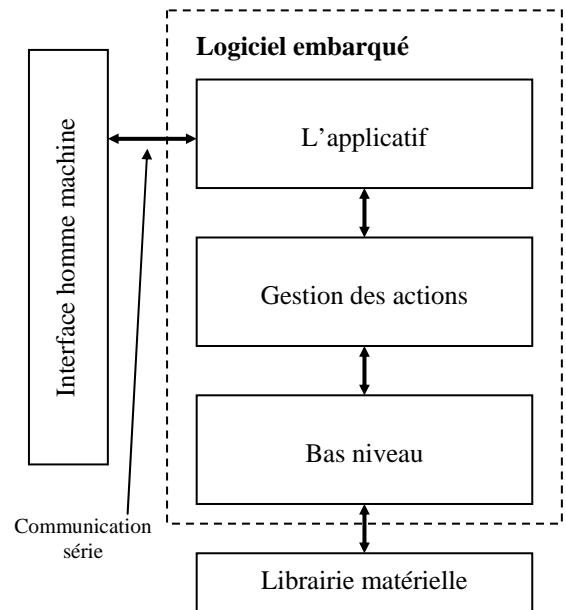 Logiciel embarqué
Interface homme machine
L’applicatif
Gestion des actions
Bas niveau
Communication
série
Librairie matérielle